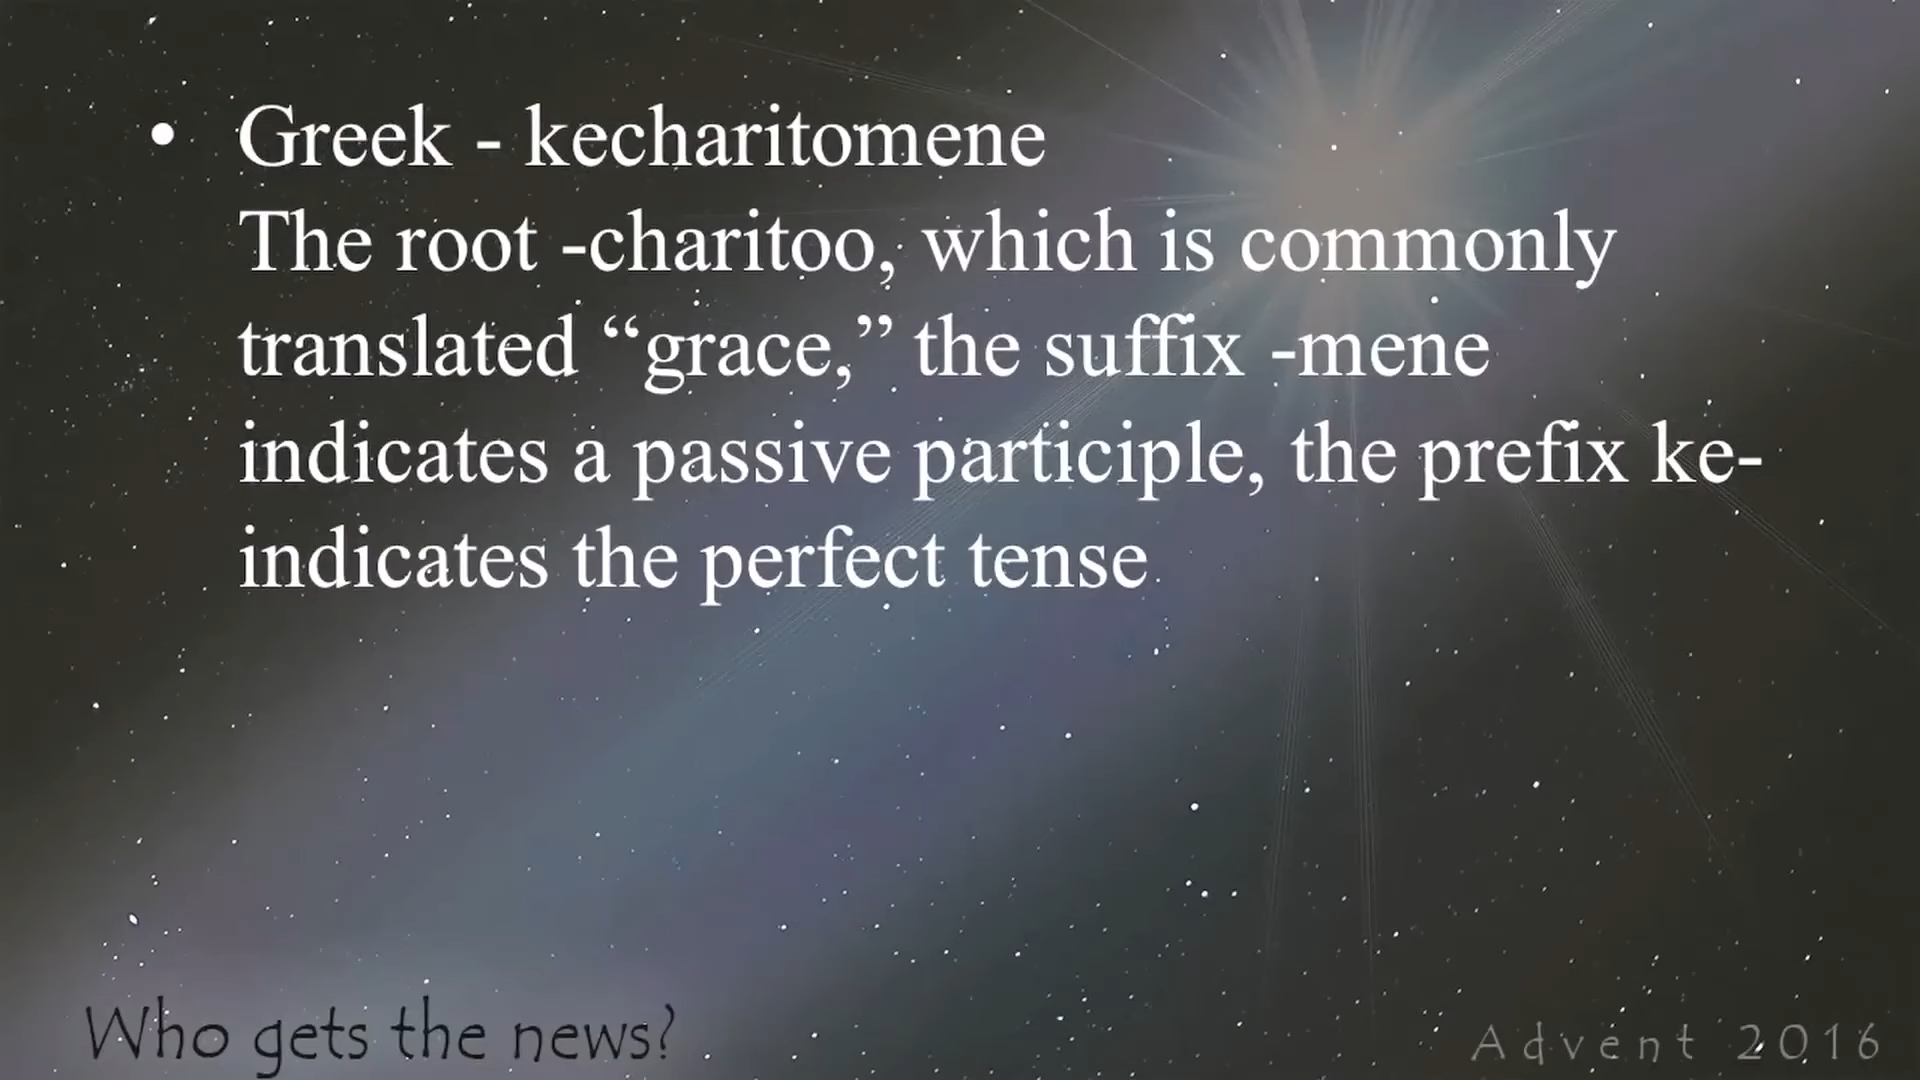 • Greek - kecharitomene
The root -charitoo, which is commonly
translated “grace,” the suffix -mene
indicates a passive participle, the prefix ke-
indicates the perfect tense
Who gets the news?
Advent 2016